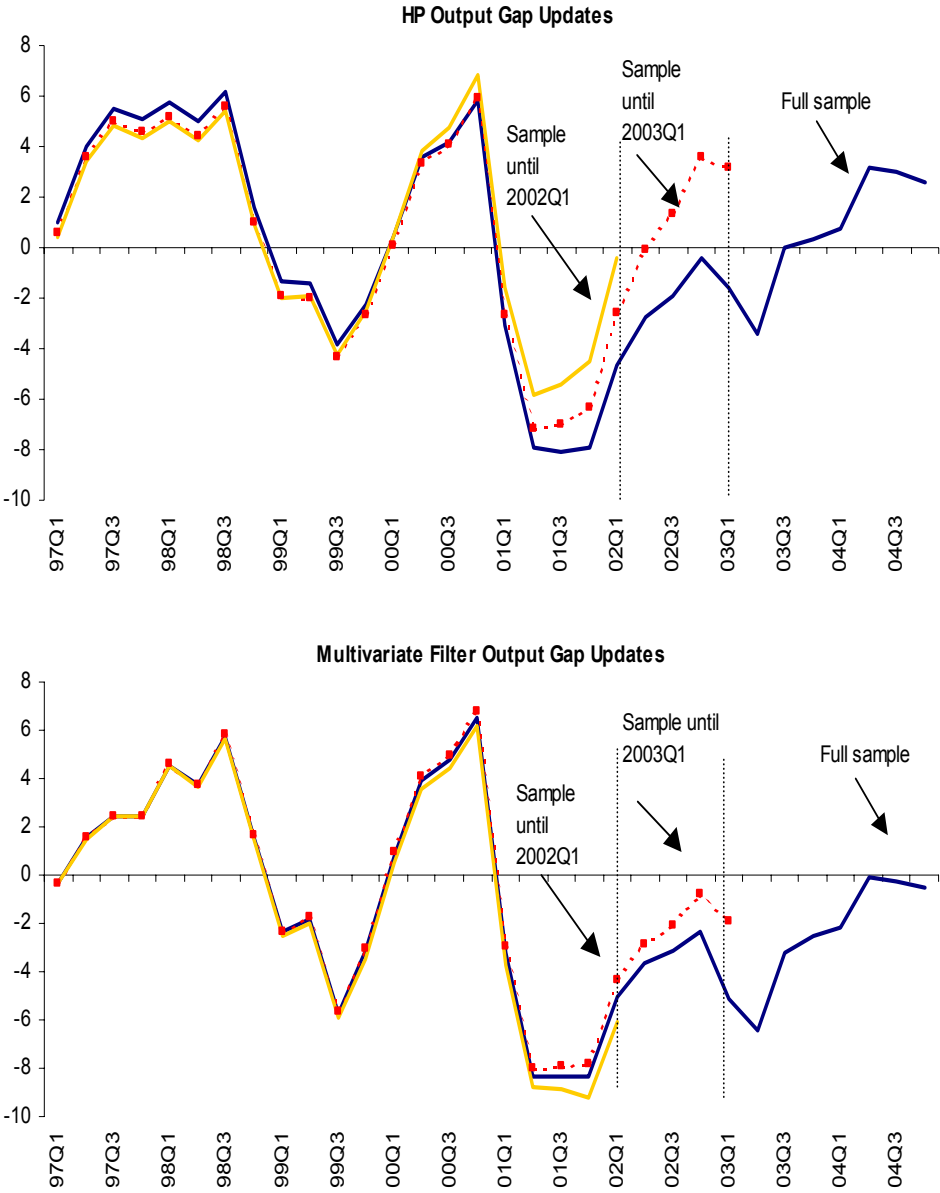 HP Output Gap Updates
8
6
4
2
0
-2
-4
-6
-8
-10
Sample
until
2002Q1
Sample
until
2003Q1
Full sample
97Q1
97Q3
98Q1
98Q3
99Q1
99Q3
00Q1
00Q3
01Q1
01Q3
02Q1
02Q3
03Q1
03Q3
04Q1
04Q3
Multivariate Filter Output Gap Updates
8
6
4
2
0
-2
-4
-6
-8
-10
Sample
until
2002Q1
Sample until
2003Q1
Full sample
97Q1
97Q3
98Q1
98Q3
99Q1
99Q3
00Q1
00Q3
01Q1
01Q3
02Q1
02Q3
03Q1
03Q3
04Q1
04Q3